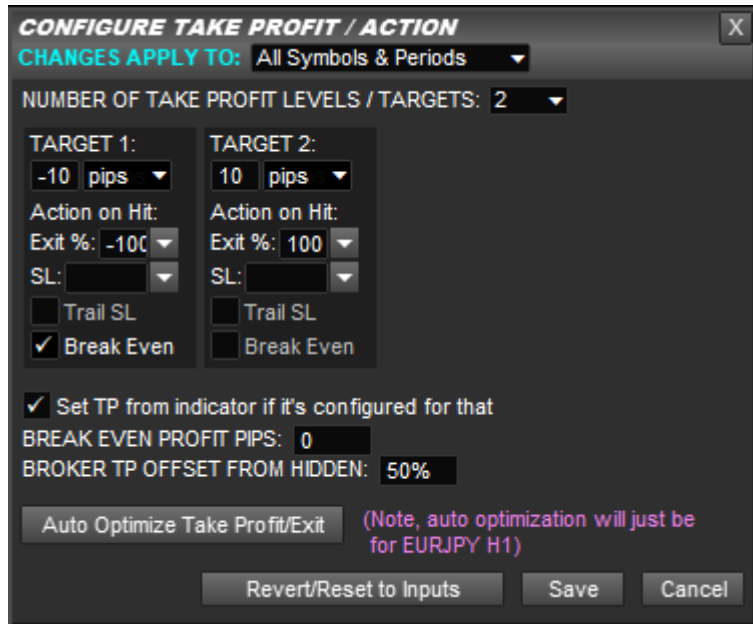 CONFIGURE TAKE PROFIT / ACTION X
CHANGES APPLY TO: All Symbols & Periods
NUMBER OF TAKE PROFIT LEVELS / TARGETS: 2
TARGET 1: TARGET 2:
-10 pips 10 pips
Action on Hit: Action on Hit:
Exit %: -100 Exit %: 100
SL: SL:
Trail SL Trail SL
Break Even Break Even
Set TP from indicator if it's configured for that
BREAK EVEN PROFIT PIPS: 0
BROKER TP OFFSET FROM HIDDEN: 50%
Auto Optimize Take Profit/Exit (Note, auto optimization will just be
for EURJPY H1)
Revert/Reset to Inputs Save Cancel